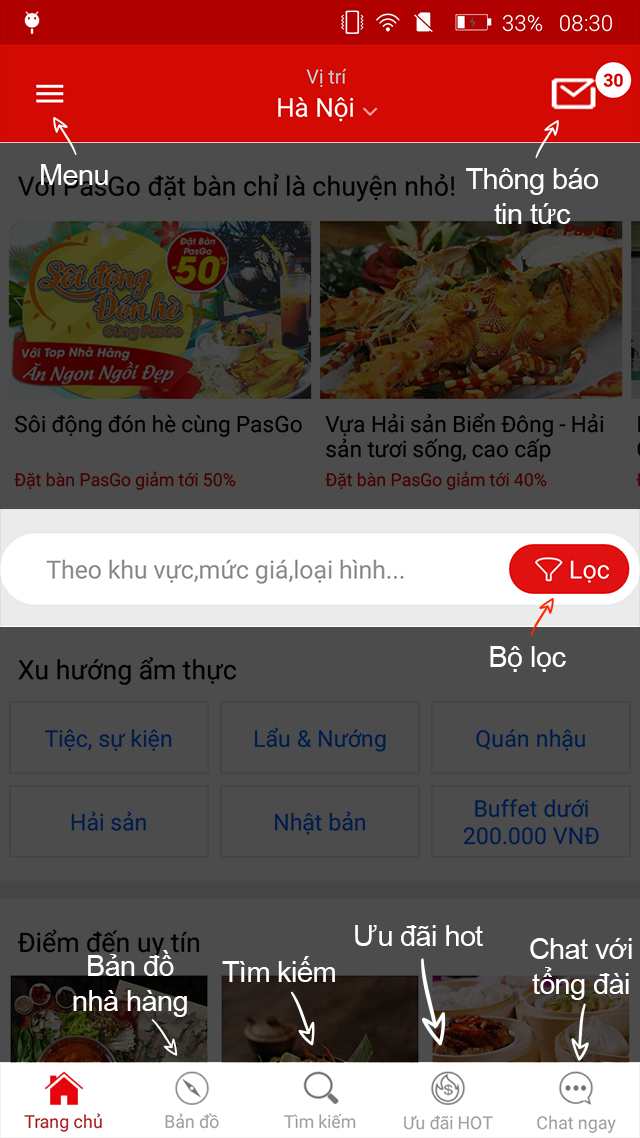 33% 08:30
Vị trí
Hà Nội
30
Menu
Thông báo
tin tức
Với PasGo đặt bàn chỉ là chuyện nhỏ!
Đặt Bàn
PasGo
-50%
Sôi động
Đón hè
Cùng PasGo
Với Top Nhà Hàng
Ăn Ngon Ngồi Đẹp
PasGo
Sôi động đón hè cùng PasGo
Đặt bàn PasGo giảm tới 50%
Vựa Hải sản Biển Đông - Hải
sản tươi sống, cao cấp
Đặt bàn PasGo giảm tới 40%
Theo khu vực,mức giá,loại hình...
Lọc
Bộ lọc
Xu hướng ẩm thực
Tiệc, sự kiện
Lẩu & Nướng
Quán nhậu
Hải sản
Nhật bản
Buffet dưới
200.000 VNĐ
Điểm đến uy tín
Bản đồ
nhà hàng
Tìm kiếm
Ưu đãi hot
Chat với
tổng đài
Trang chủ
Bản đồ
Tìm kiếm
Ưu đãi HOT
Chat ngay